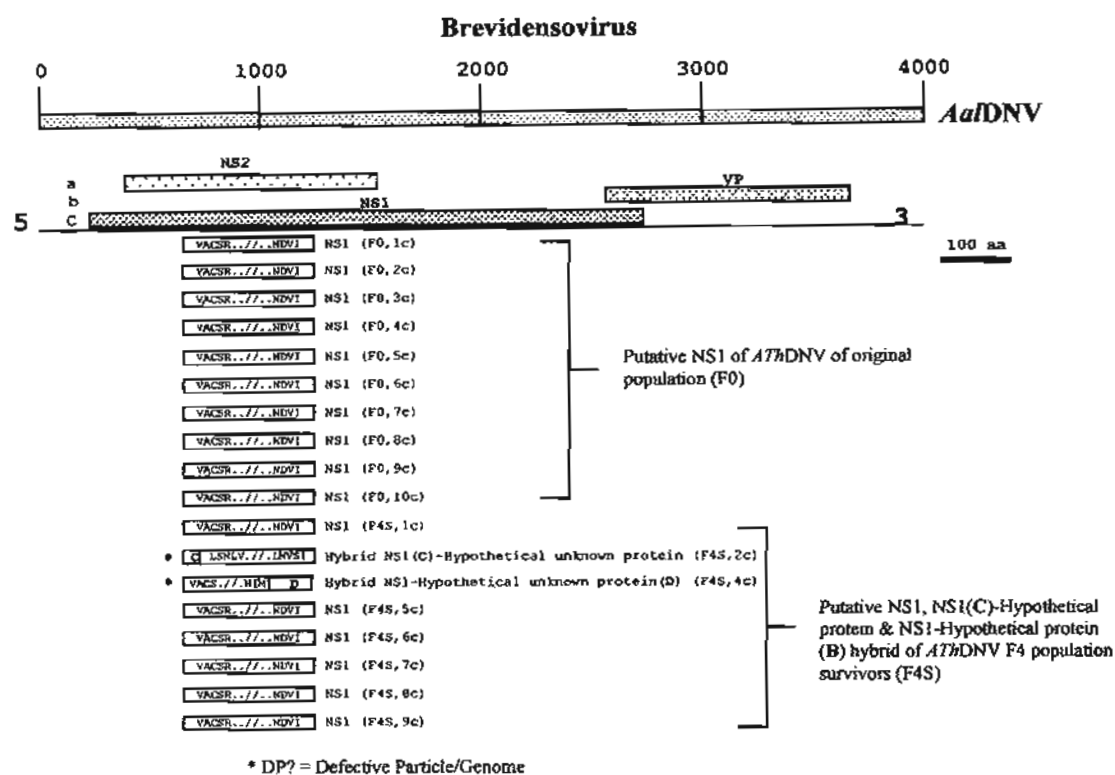 Brevidensovirus
0 1000 2000 3000 4000
AalDNV
NS2
a
VP
b
NS1
5 C 3
VACSR..//..NDVI NS1 (F0,1c)
100 aa
VACSR..//..NDVI NS1 (F0,2c)
VACSR..//..NDVI NS1 (F0,3c)
VACSR..//..NDVI NS1 (F0,4c)
VACSR..//..NDVI NS1 (F0,5c)
VACSR..//..NDVI NS1 (F0,6c)
VACSR..//..NDVI NS1 (F0,7c)
VACSR..//..NDVI NS1 (F0,8c)
VACSR..//..NDVI NS1 (F0,9c)
VACSR..//..NDVI NS1 (F0,10c)
Putative NS1 of AThDNV of original
population (F0)
VACSR..//..NDVI NS1 (F4S,1c)
* C LSNLV.//.LNVSI Hybrid NS1(C)-Hypothetical unknown protein (F4S,2c)
* VACS.//.NIM D Hybrid NS1-Hypothetical unknown protein(D) (F4S,4c)
VACSR..//..NDVI NS1 (F4S,5c)
VACSR..//..NDVI NS1 (F4S,6c)
VACSR..//..NDVI NS1 (F4S,7c)
VACSR..//..NDVI NS1 (F4S,8c)
VACSR..//..NDVI NS1 (F4S,9c)
Putative NS1, NS1(C)-Hypothetical
protein & NS1-Hypothetical protein
(B) hybrid of AThDNV F4 population
survivors (F4S)
* DP? = Defective Particle/Genome